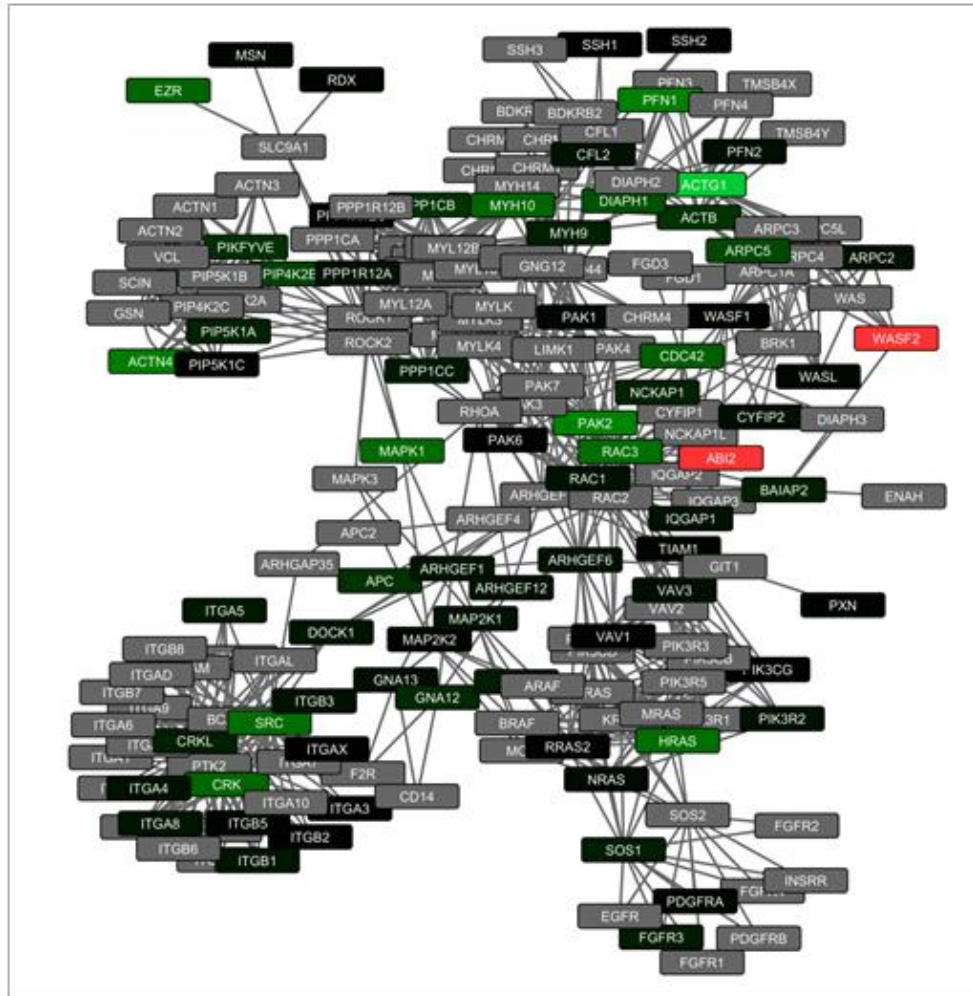 SSH3
SSH1
SSH2
MSN
RDX
EZR
PFN3
TMSB4X
PFN1
PFN4
BDKRB2
TMSB4Y
CFL1
SLC9A1
CFL2
PFN2
MYH14
DIAPH2
ACTG1
ACTN3
ACTN1
PPP1R12B
PP1CB
MYH10
DIAPH1
ACTB
ACTN2
MYH9
ARPC3
PIKFYVE
PPP1CA
MYL12B
ARPC5
ARPC4
ARPC2
VCL
PIP5K1B
PIP4K2B
PPP1R12A
GNG12
FGD3
FGD1
ARPC1A
SCIN
PIP4K2C
MYL12A
MYLK
WAS
GSN
ROCK1
PAK1
CHRM4
WASF1
PIP5K1A
MYLK3
ROCK2
WASF2
BRK1
ACTN4
PIP5K1C
MYLK4
LIMK1
PAK4
CDC42
PPP1CC
WASL
PAK7
NCKAP1
RHOA
CYFIP1
CYFIP2
DIAPH3
PAK2
NCKAP1L
PAK6
MAPK1
RAC3
ABI2
MAPK3
RAC1
IQGAP2
BAIAP2
ENAH
RAC2
IQGAP3
ARHGEF4
IQGAP1
APC2
TIAM1
ARHGAP35
ARHGEF1
ARHGEF6
GIT1
APC
ARHGEF12
VAV3
PXN
ITGA5
MAP2K1
VAV2
DOCK1
MAP2K2
VAV1
PIK3R3
ITGB8
ITGAL
PIK3CG
ITGAD
GNA13
ARAF
PIK3R5
ITGB7
ITGB3
GNA12
ITGA6
SRC
BRAF
MRAS
PIK3R2
CRKL
ITGAX
RRAS2
HRAS
PTK2
F2R
NRAS
ITGA4
CRK
CD14
ITGA10
ITGA3
SOS2
ITGA8
ITGB5
ITGB2
FGFR2
ITGB6
ITGB1
SOS1
INSRR
PDGFRA
EGFR
FGFR3
PDGFRB
FGFR1